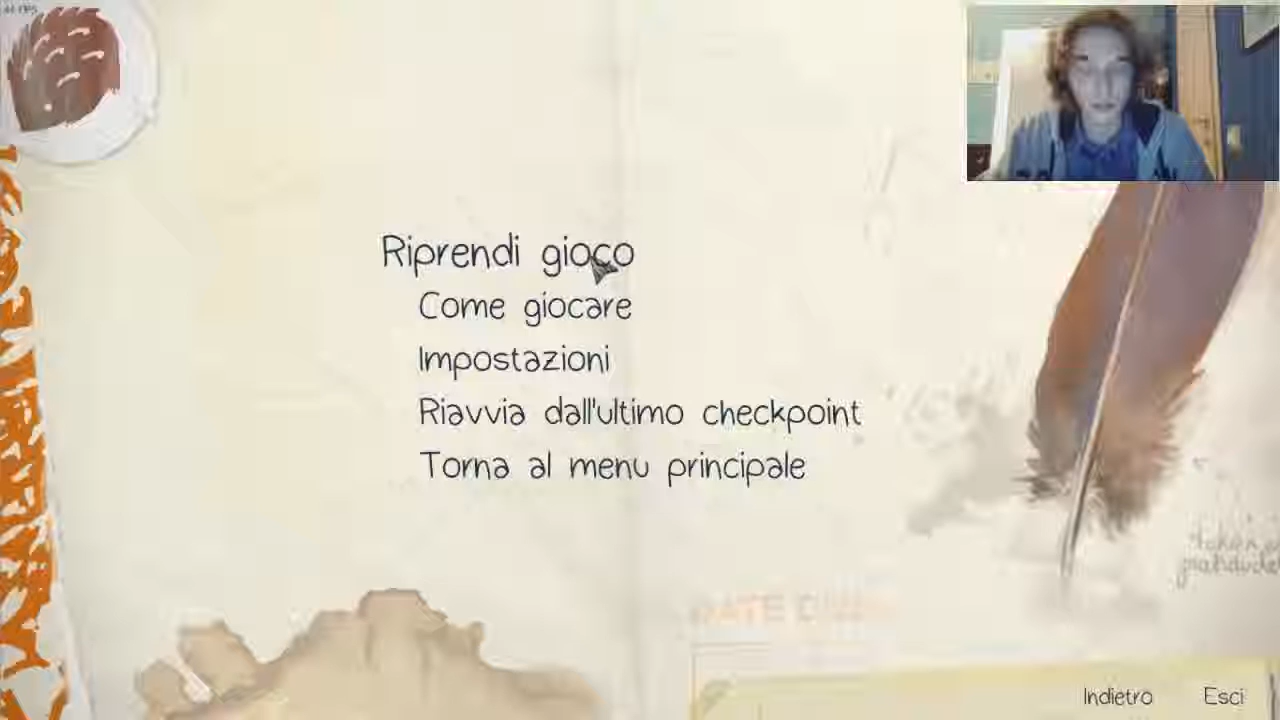 Riprendi gioco
Come giocare
Impostazioni
Riavvia dall'ultimo checkpoint
Torna al menu principale
Indietro
Esci